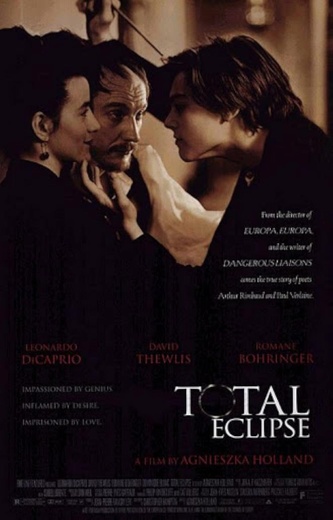 From the director of
EUROPA, EUROPA,
and the writer of
DANGEROUS LIAISONS
comes the true story of poets
Arthur Rimbaud and Paul Verlaine.
LEONARDO DiCAPRIO
DAVID THEWLIS
ROMANE BOHRINGER
IMPASSIONED BY GENIUS
INFLAMED BY DESIRE.
IMPRISONED BY LOVE.
TOTAL
ECLIPSE
A FILM BY AGNIESZKA HOLLAND